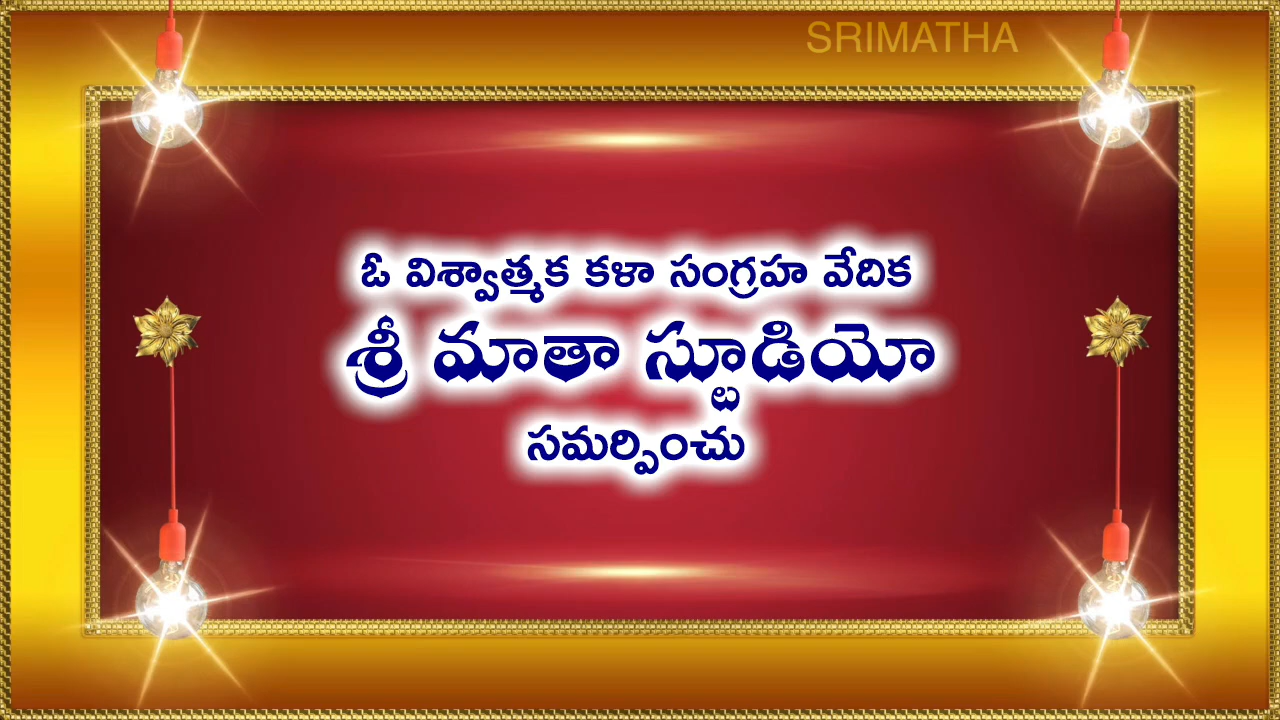 SRIMATHA
ఓ విశ్వాత్మక కళా సంగ్రహ వేదిక
శ్రీ మాతా స్టూడియో
సమర్పించు